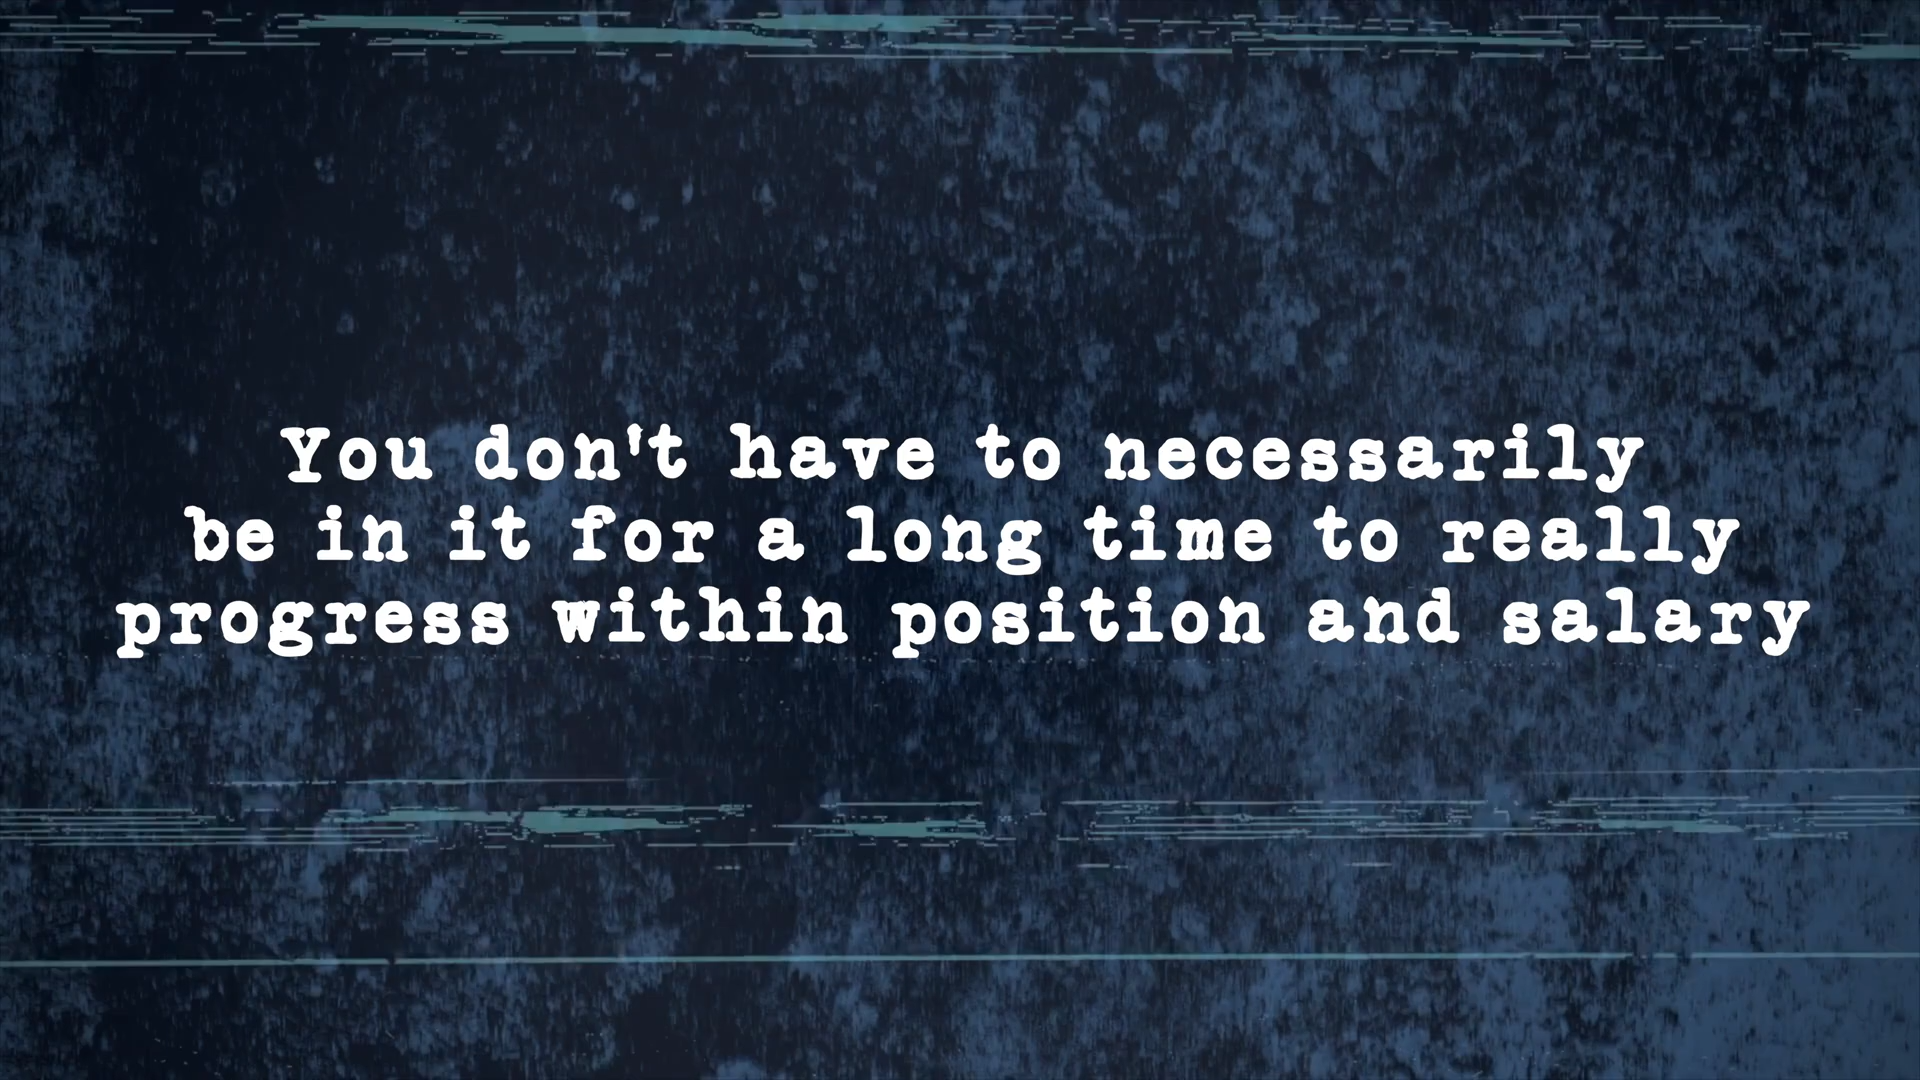 You don't have to necessarily
be in it for a long time to really
progress within position and salary